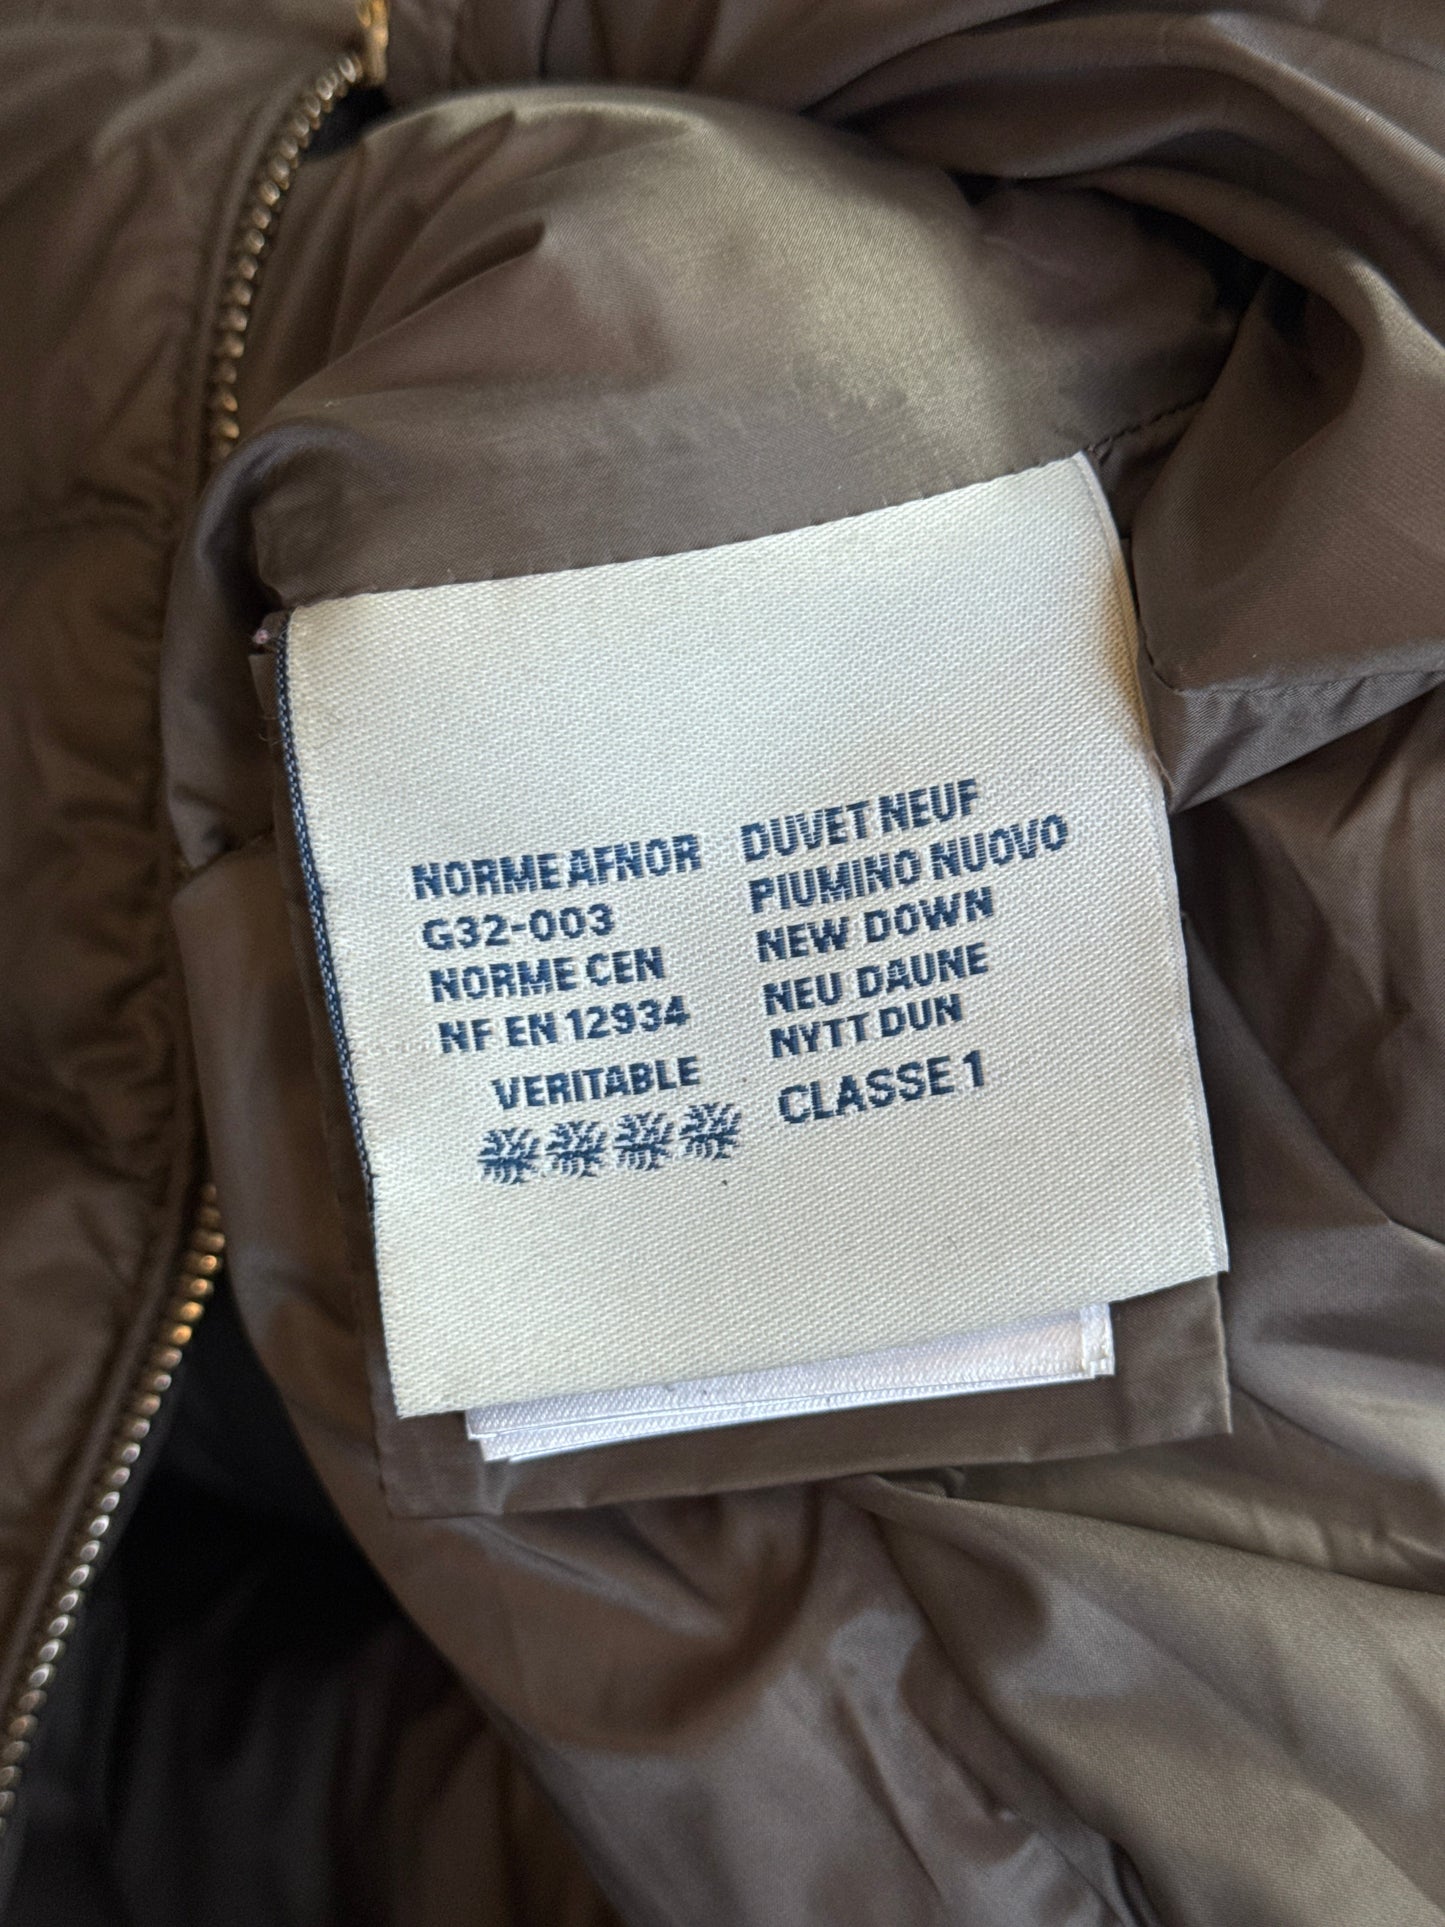 NORME AFNOR
G32-003
NORME CEN
NF EN 12934
VERITABLE
DUVET NEUF
PIUMINO NUOVO
NEW DOWN
NEU DAUNE
NYTT DUN
CLASSE 1